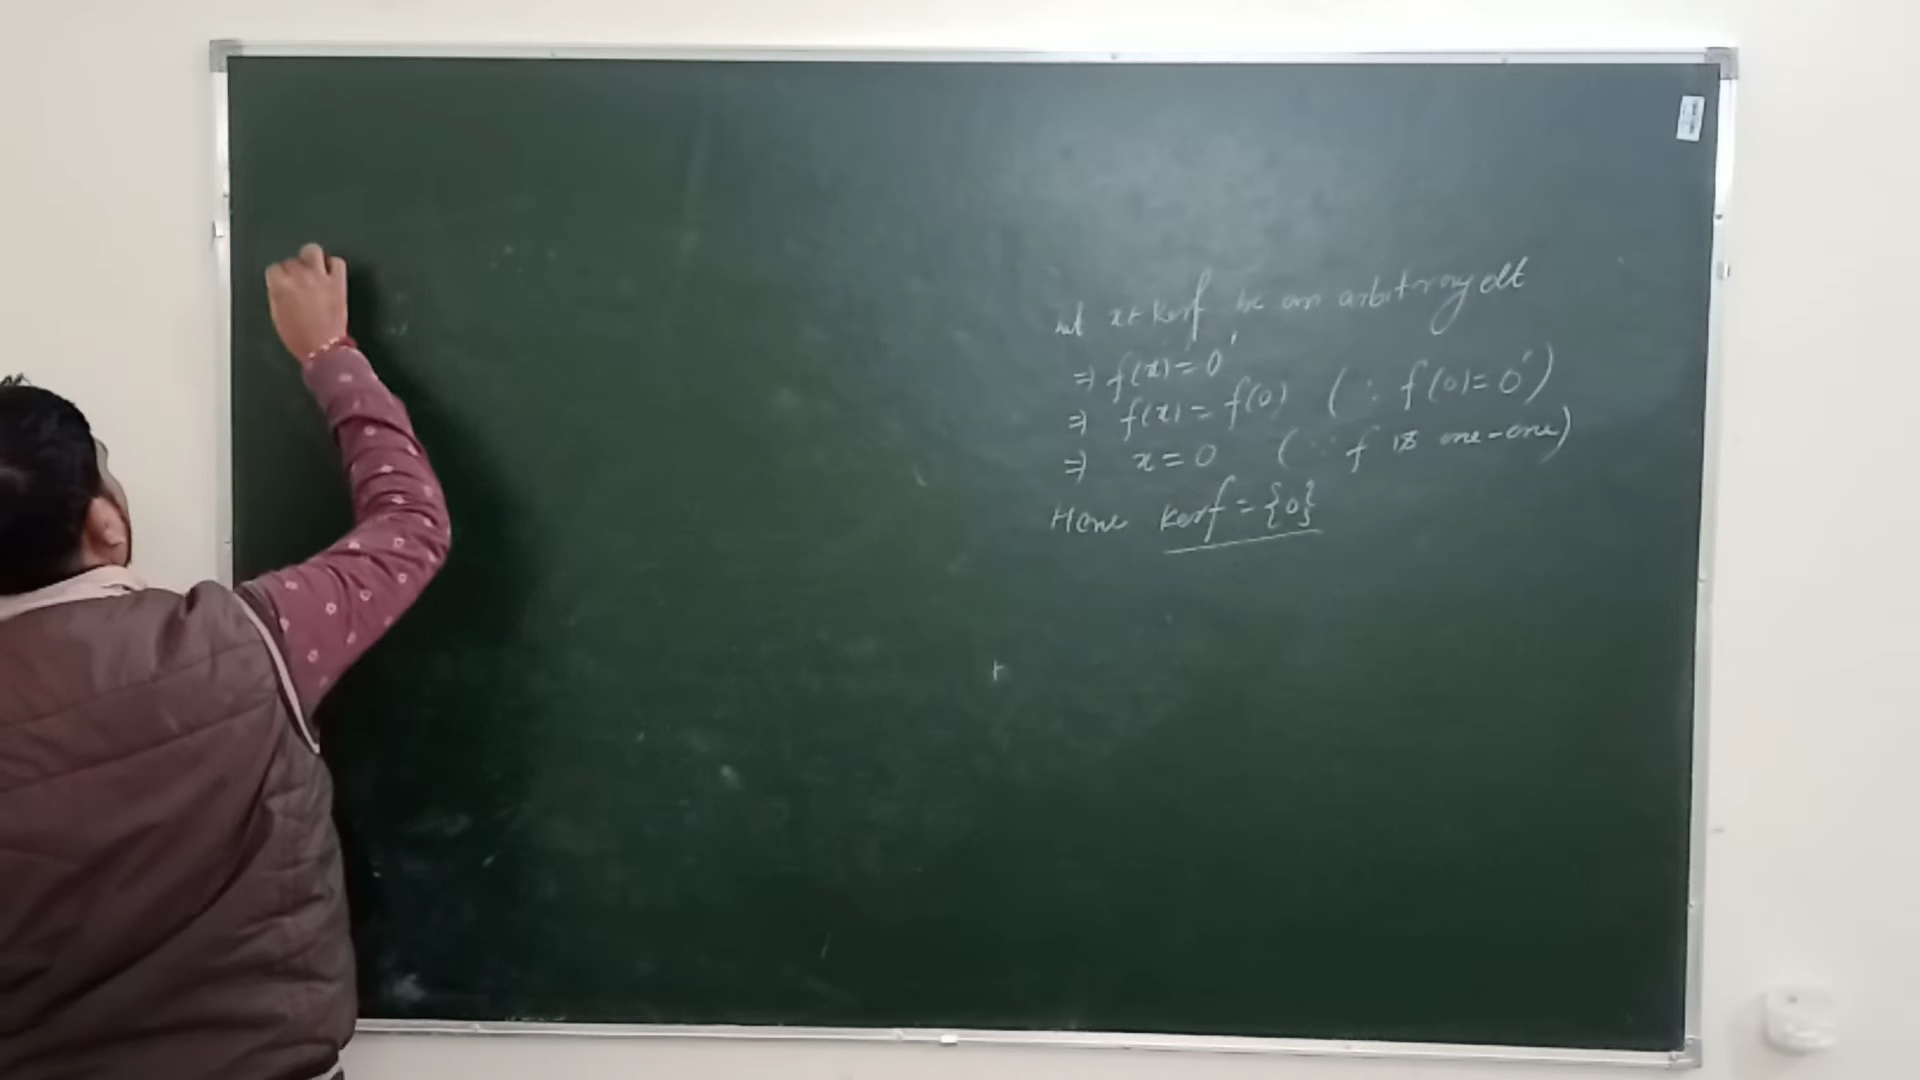 let x ∈ kerf be an arbitrary elt
⇒ f(x) = 0'
⇒ f(x) = f(0) (∵ f(0) = 0')
⇒ x = 0 (∵ f is one-one)
Hence kerf = {0}